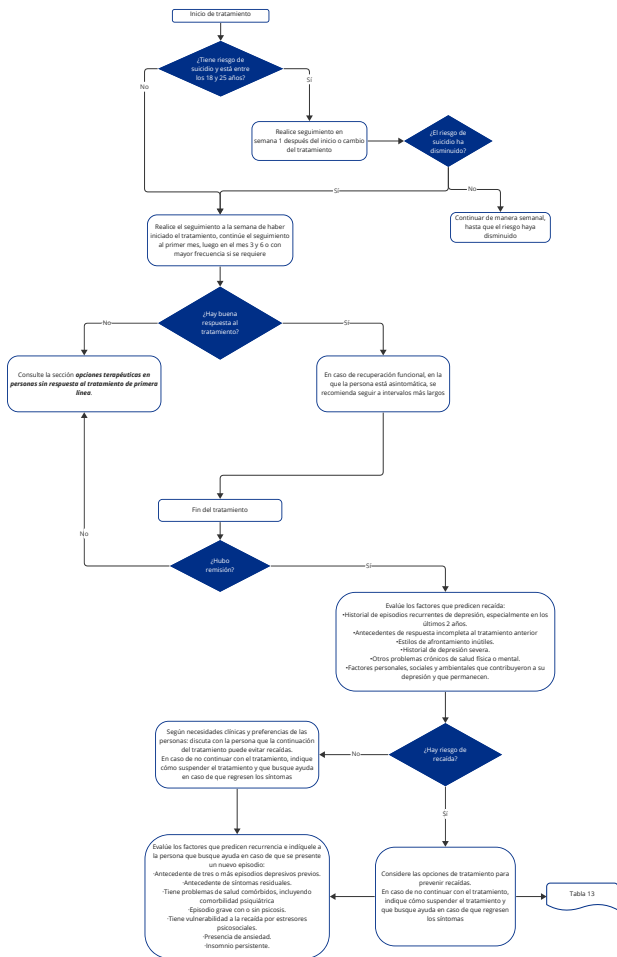 Inicio de tratamiento
¿Tiene riesgo de
suicidio y está entre
los 18 y 25 años?
No
Sí
Realice seguimiento en
semana 1 después del inicio o cambio
del tratamiento
¿El riesgo de
suicidio ha
disminuido?
Sí
No
Continuar de manera semanal,
hasta que el riesgo haya
disminuido
Realice el seguimiento a la semana de haber
iniciado el tratamiento, continúe el seguimiento
al primer mes, luego en el mes 3 y 6 o con
mayor frecuencia si se requiere
¿Hay buena
respuesta al
tratamiento?
No
Sí
Consulte la sección opciones terapéuticas en
personas sin respuesta al tratamiento de primera
línea.
En caso de recuperación funcional, en la
que la persona está asintomática, se
recomienda seguir a intervalos más largos
Fin del tratamiento
¿Hubo
remisión?
No
Sí
Evalúe los factores que predicen recaída:
•Historial de episodios recurrentes de depresión, especialmente en los
últimos 2 años.
•Antecedentes de respuesta incompleta al tratamiento anterior
•Estilos de afrontamiento inútiles.
•Historial de depresión severa.
•Otros problemas crónicos de salud física o mental.
•Factores personales, sociales y ambientales que contribuyeron a su
depresión y que permanecen.
¿Hay riesgo de
recaída?
No
Sí
Según necesidades clínicas y preferencias de las
personas: discuta con la persona que la continuación
del tratamiento puede evitar recaídas.
En caso de no continuar con el tratamiento, indique
cómo suspender el tratamiento y que busque ayuda
en caso de que regresen los síntomas
Evalúe los factores que predicen recurrencia e indíquele a
la persona que busque ayuda en caso de que se presente
un nuevo episodio:
·Antecedente de tres o más episodios depresivos previos.
·Antecedente de síntomas residuales.
·Tiene problemas de salud comórbidos, incluyendo
comorbilidad psiquiátrica
·Episodio grave con o sin psicosis.
·Tiene vulnerabilidad a la recaída por estresores
psicosociales.
·Presencia de ansiedad.
·Insomnio persistente.
Considere las opciones de tratamiento para
prevenir recaídas.
En caso de no continuar con el tratamiento,
indique cómo suspender el tratamiento y
que busque ayuda en caso de que regresen
los síntomas
Tabla 13